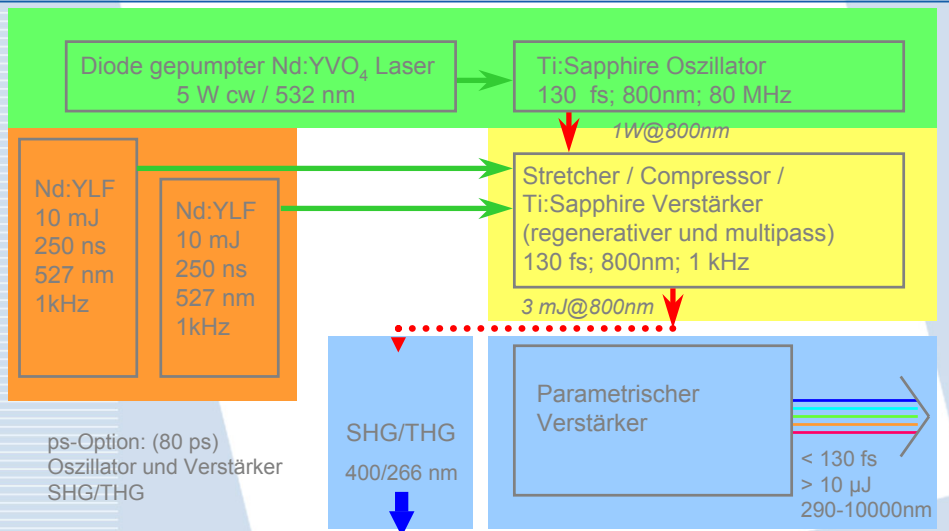 Diode gepumpter Nd:YVO4 Laser
5 W cw / 532 nm
Ti:Sapphire Oszillator
130 fs; 800nm; 80 MHz
1W@800nm
Nd:YLF
10 mJ
250 ns
527 nm
1kHz
Nd:YLF
10 mJ
250 ns
527 nm
1kHz
Stretcher / Compressor /
Ti:Sapphire Verstärker
(regenerativer und multipass)
130 fs; 800nm; 1 kHz
3 mJ@800nm
SHG/THG
400/266 nm
Parametrischer
Verstärker
< 130 fs
> 10 µJ
290-10000nm
ps-Option: (80 ps)
Oszillator und Verstärker
SHG/THG